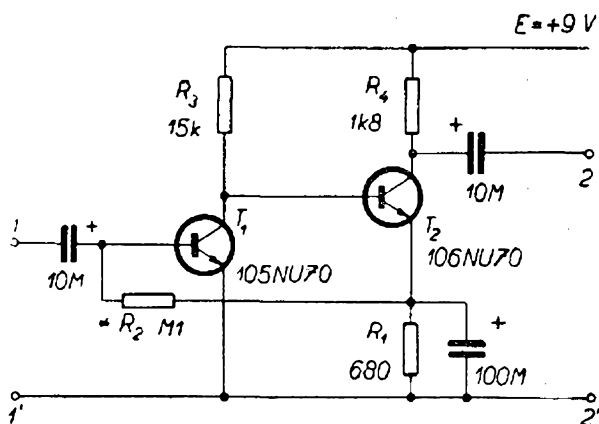 E = +9 V
R3
15k
R4
1k8
+
10M
2
1
+
10M
T1
105NU70
T2
106NU70
* R2 M1
R1
680
+
100M
1'
2'